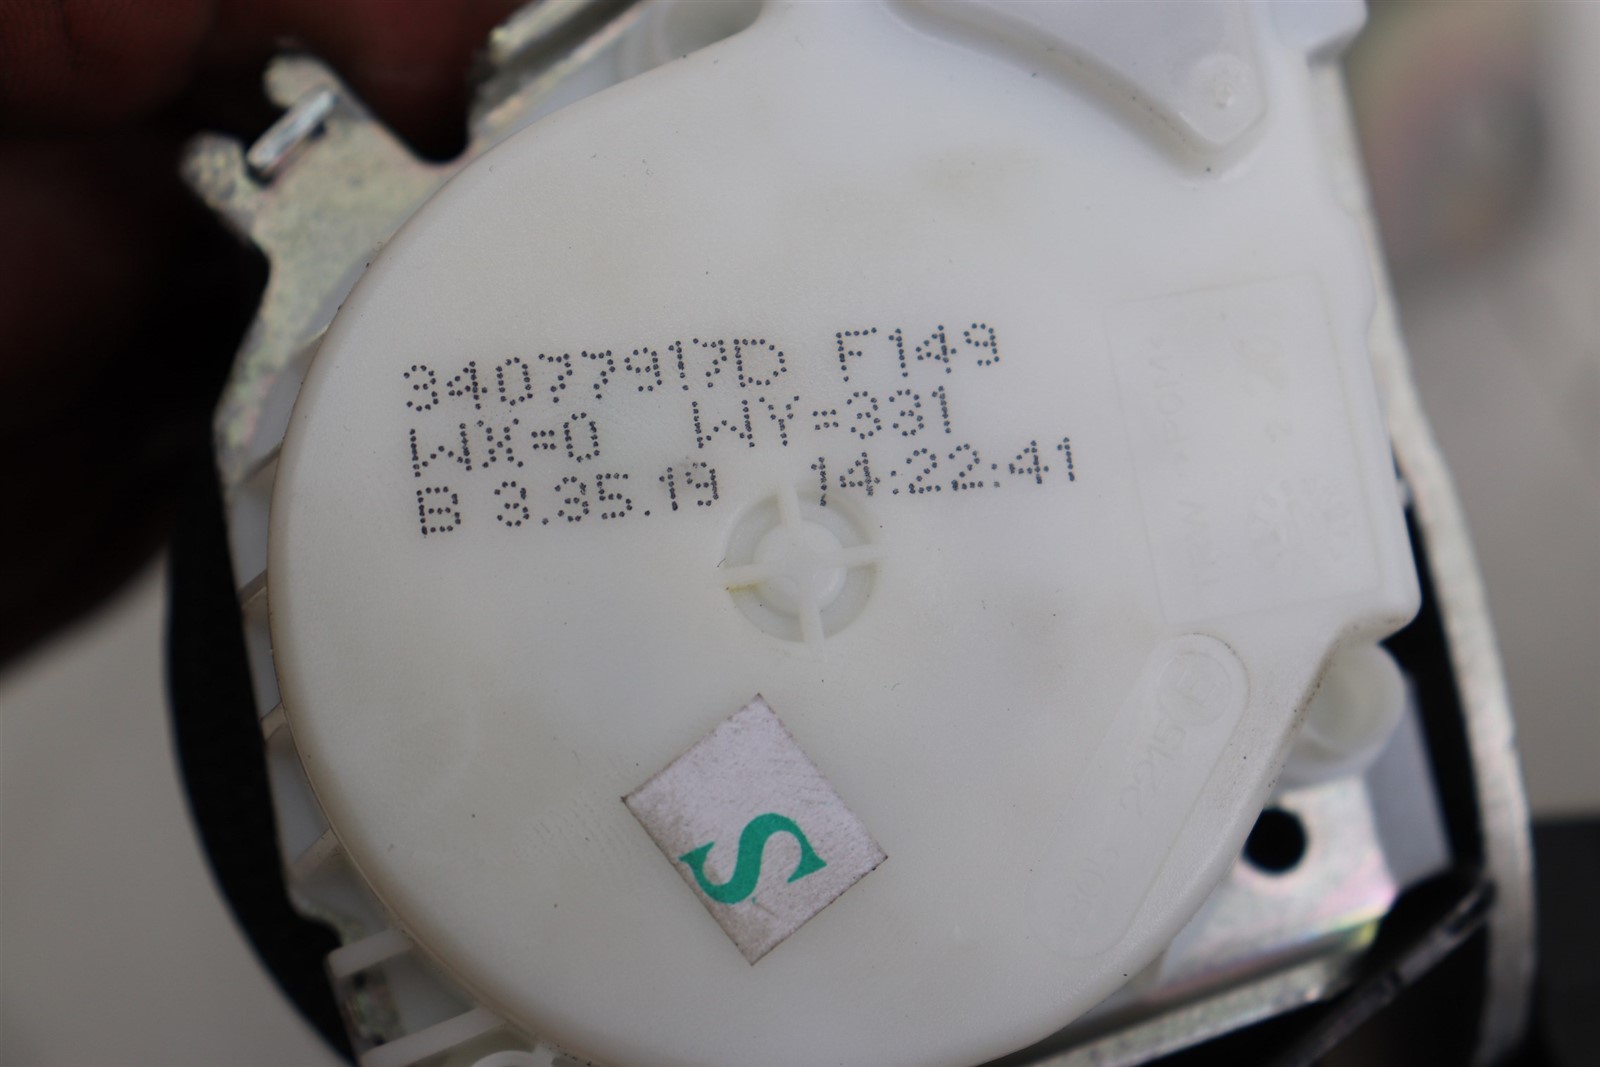 34077917D F149
WX=0 WY=331
B 3.35.19 14:22:41
S